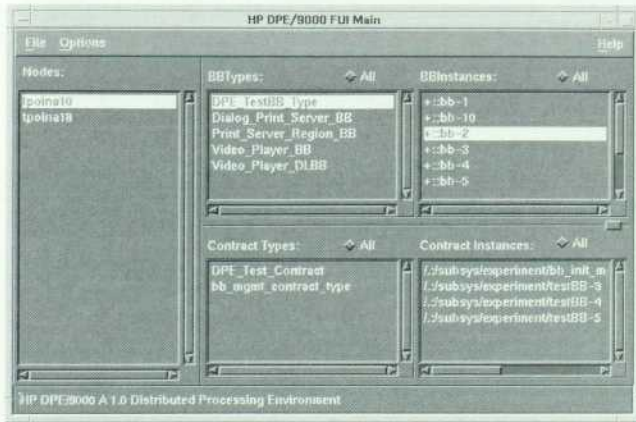 HP DPE/9000 FUI Main
File Options Help
Nodes:
tpoina10
tpoina18
BBTypes: All
DPE_TestBB_Type
Dialog_Print_Server_BB
Print_Server_Region_BB
Video_Player_BB
Video_Player_DLBB
BBInstances: All
+::bb-1
+::bb-10
+::bb-2
+::bb-3
+::bb-4
+::bb-5
Contract Types: All
DPE_Test_Contract
bb_mgmt_contract_type
Contract Instances: All
/.:/subsys/experiment/bb_init_m
/.:/subsys/experiment/testBB-3
/.:/subsys/experiment/testBB-4
/.:/subsys/experiment/testBB-5
HP DPE/9000 A 1.0 Distributed Processing Environment